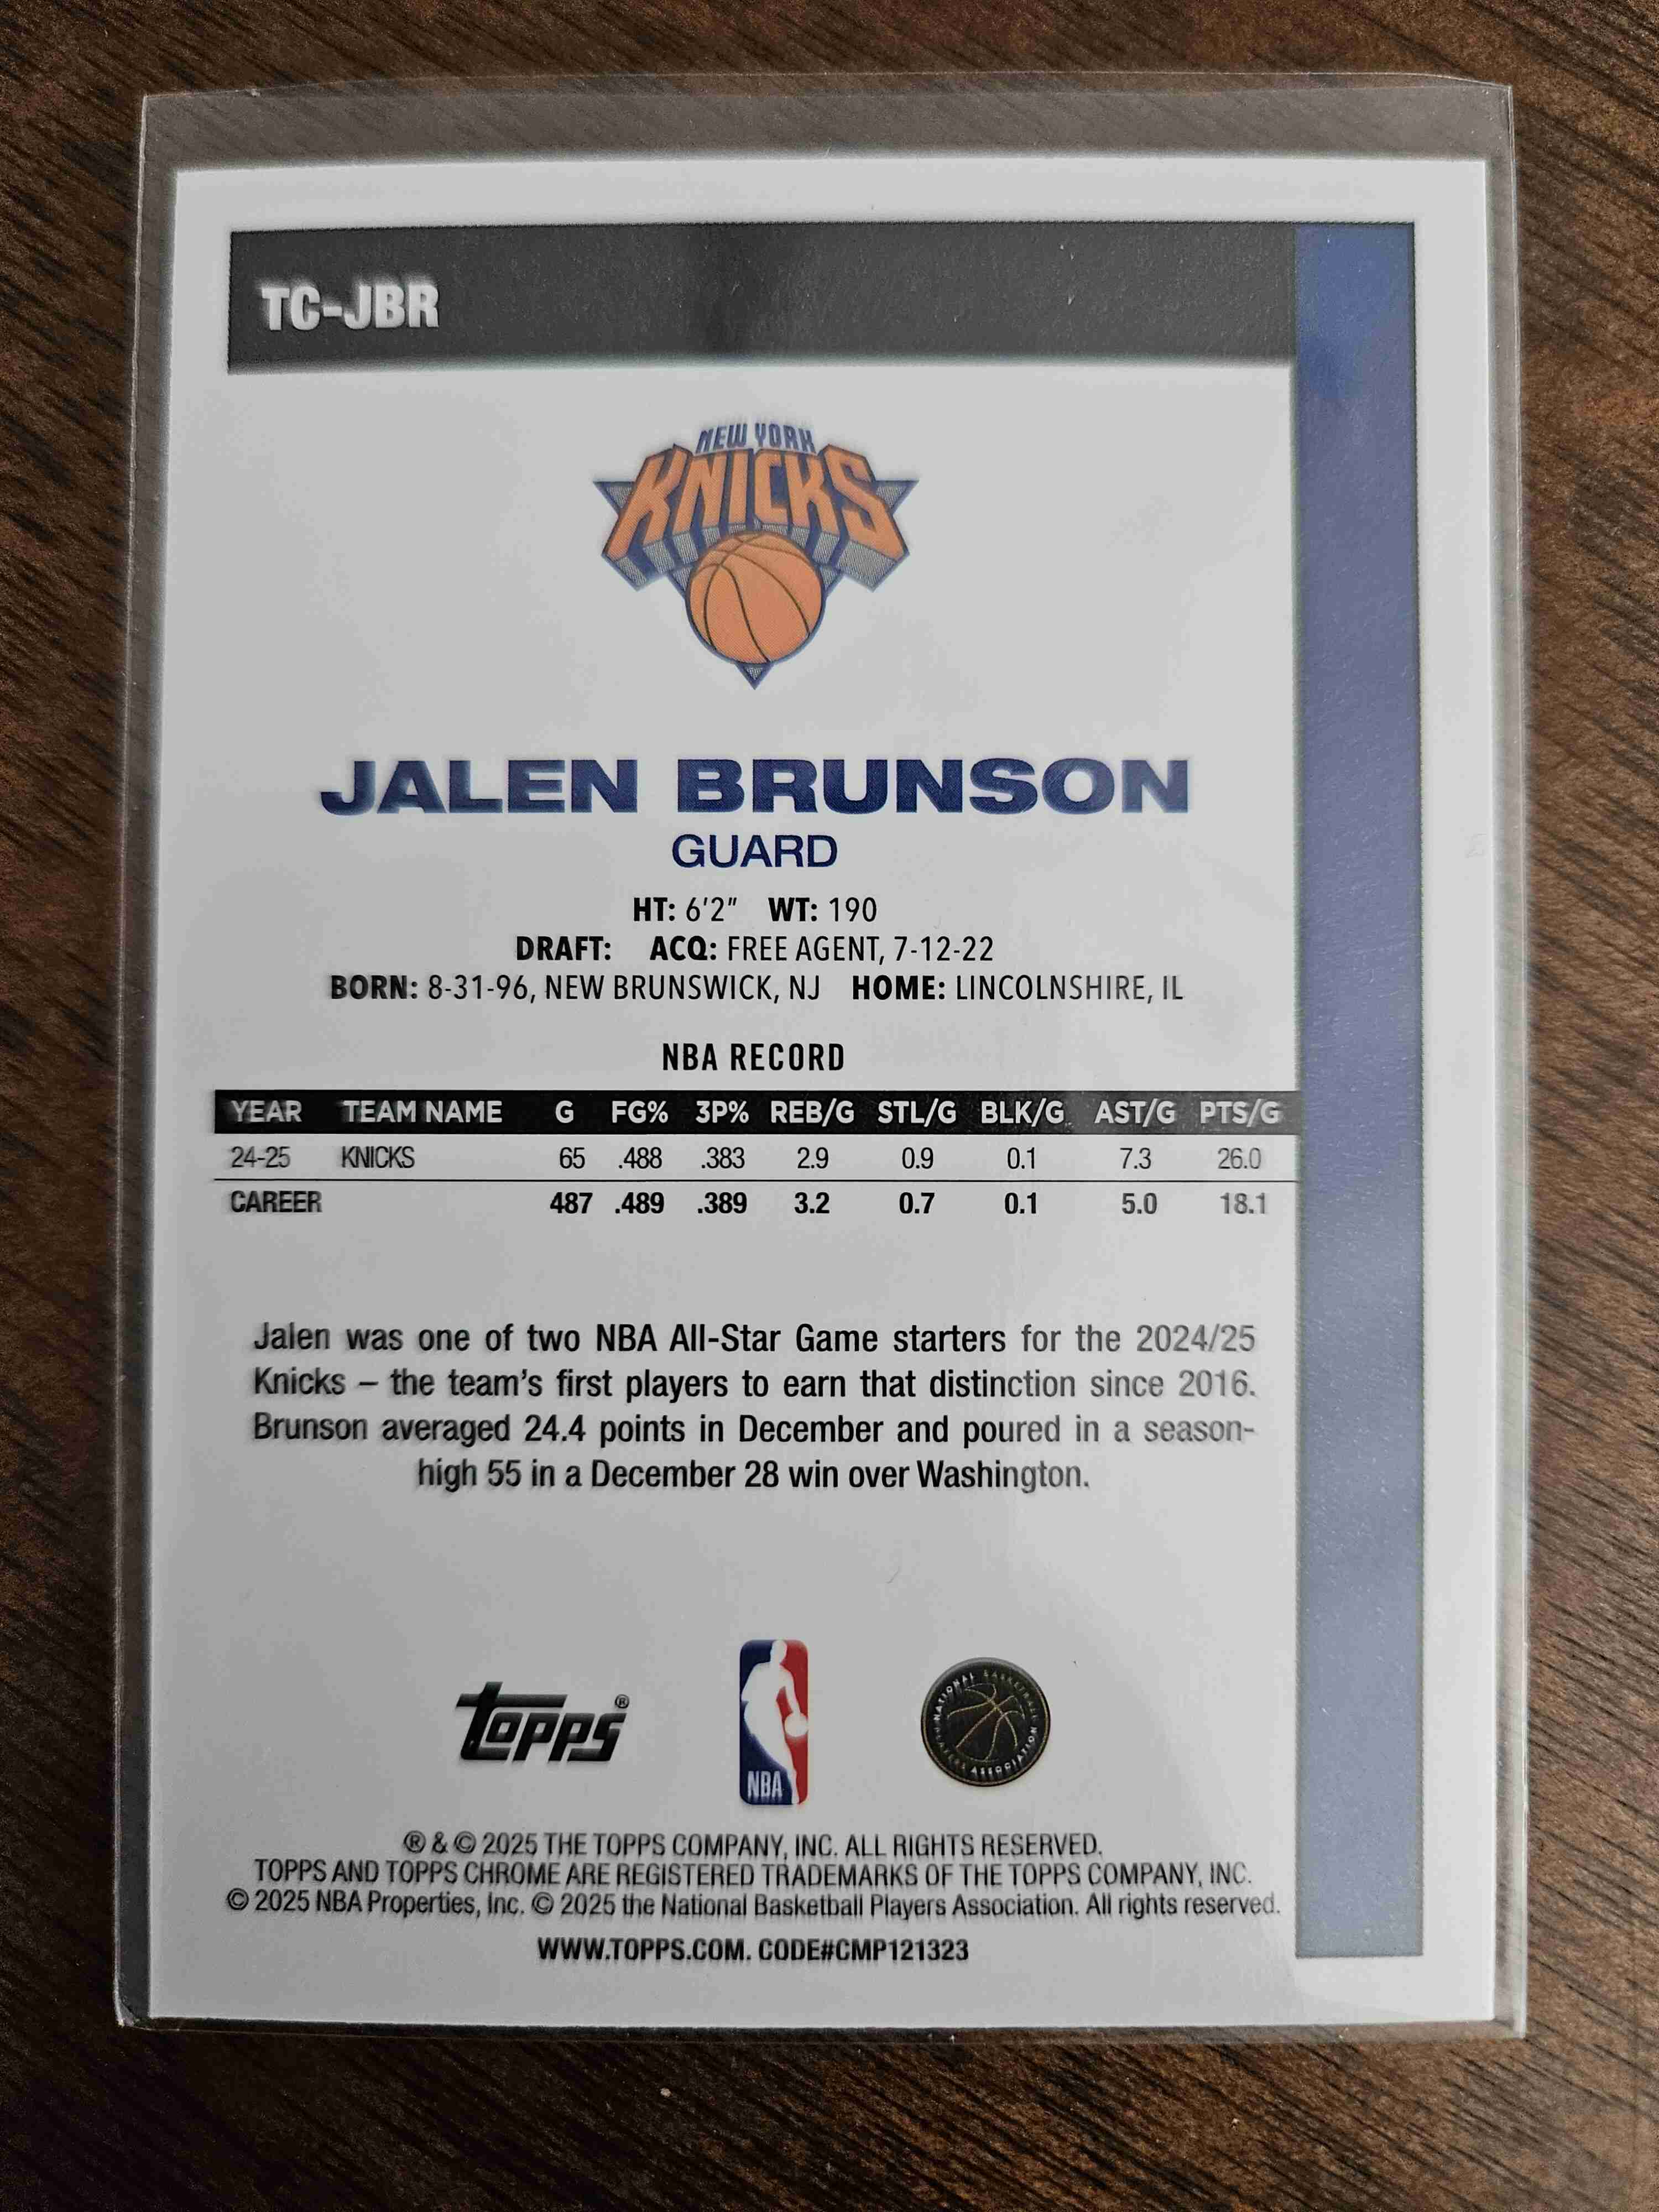 TC-JBR
NEW YORK
KNICKS
JALEN BRUNSON
GUARD
HT: 6'2" WT: 190
DRAFT: ACQ: FREE AGENT, 7-12-22
BORN: 8-31-96, NEW BRUNSWICK, NJ HOME: LINCOLNSHIRE, IL
NBA RECORD
YEAR TEAM NAME G FG% 3P% REB/G STL/G BLK/G AST/G PTS/G
24-25 KNICKS 65 .488 .383 2.9 0.9 0.1 7.3 26.0
CAREER 487 .489 .389 3.2 0.7 0.1 5.0 18.1
Jalen was one of two NBA All-Star Game starters for the 2024/25
Knicks – the team's first players to earn that distinction since 2016.
Brunson averaged 24.4 points in December and poured in a season-
high 55 in a December 28 win over Washington.
topps®
NBA
NATIONAL BASKETBALL PLAYERS ASSOCIATION
® & © 2025 THE TOPPS COMPANY, INC. ALL RIGHTS RESERVED.
TOPPS AND TOPPS CHROME ARE REGISTERED TRADEMARKS OF THE TOPPS COMPANY, INC.
© 2025 NBA Properties, Inc. © 2025 the National Basketball Players Association. All rights reserved.
WWW.TOPPS.COM. CODE#CMP121323